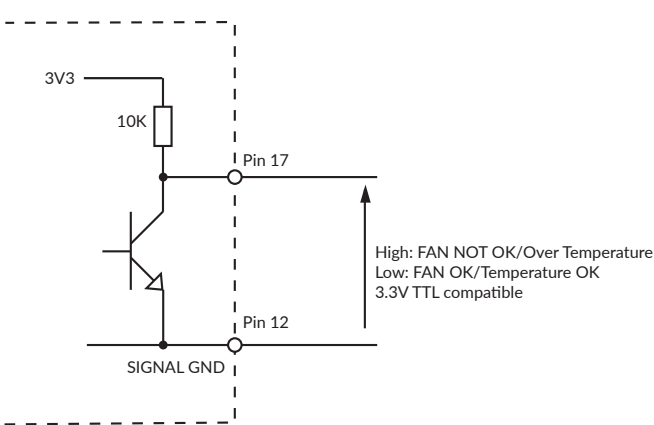 3V3
10K
Pin 17
High: FAN NOT OK/Over Temperature
Low: FAN OK/Temperature OK
3.3V TTL compatible
Pin 12
SIGNAL GND